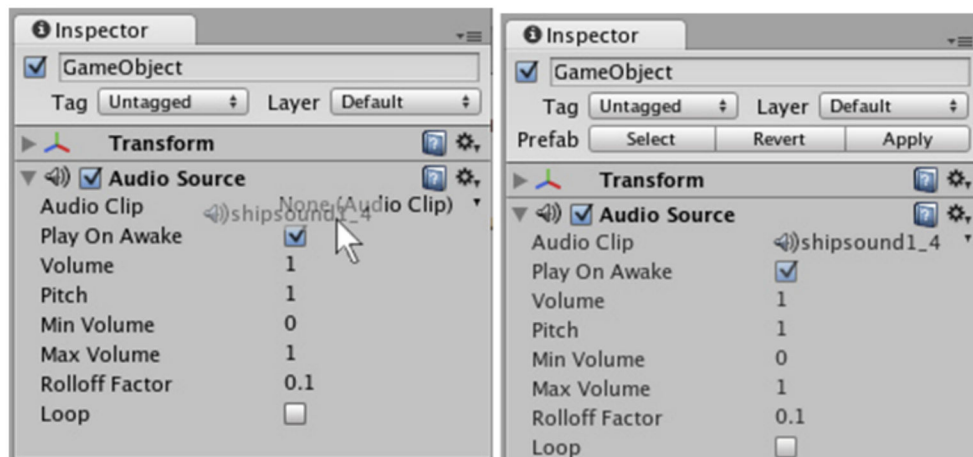 Inspector
GameObject
Tag Untagged Layer Default
Transform
Audio Source
Audio Clip None (Audio Clip)
shipsound1_4
Play On Awake
Volume 1
Pitch 1
Min Volume 0
Max Volume 1
Rolloff Factor 0.1
Loop
Inspector
GameObject
Tag Untagged Layer Default
Prefab Select Revert Apply
Transform
Audio Source
Audio Clip shipsound1_4
Play On Awake
Volume 1
Pitch 1
Min Volume 0
Max Volume 1
Rolloff Factor 0.1
Loop